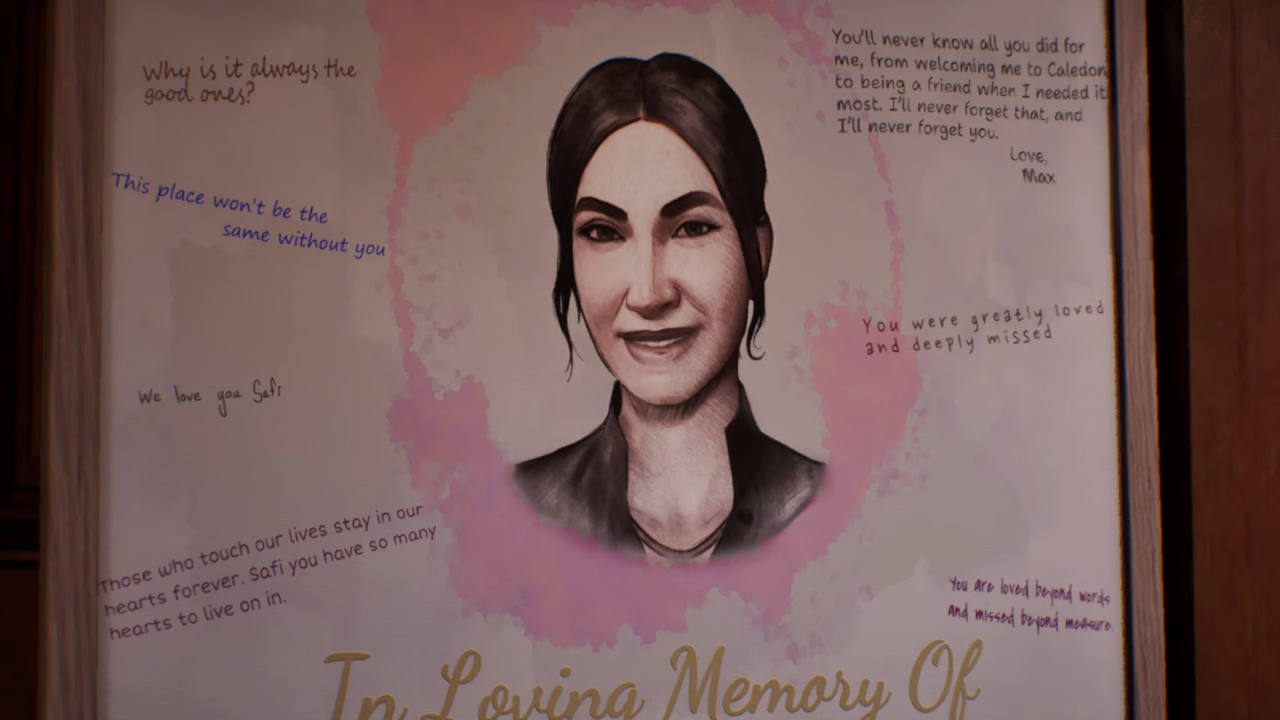 Why is it always the
good ones?
This place won't be the
same without you
We love you Safi
Those who touch our lives stay in our
hearts forever. Safi you have so many
hearts to live on in.
You'll never know all you did for
me, from welcoming me to Caledon
to being a friend when I needed it
most. I'll never forget that, and
I'll never forget you.
Love,
Max
You were greatly loved
and deeply missed
You are loved beyond words
and missed beyond measure.
In Loving Memory Of